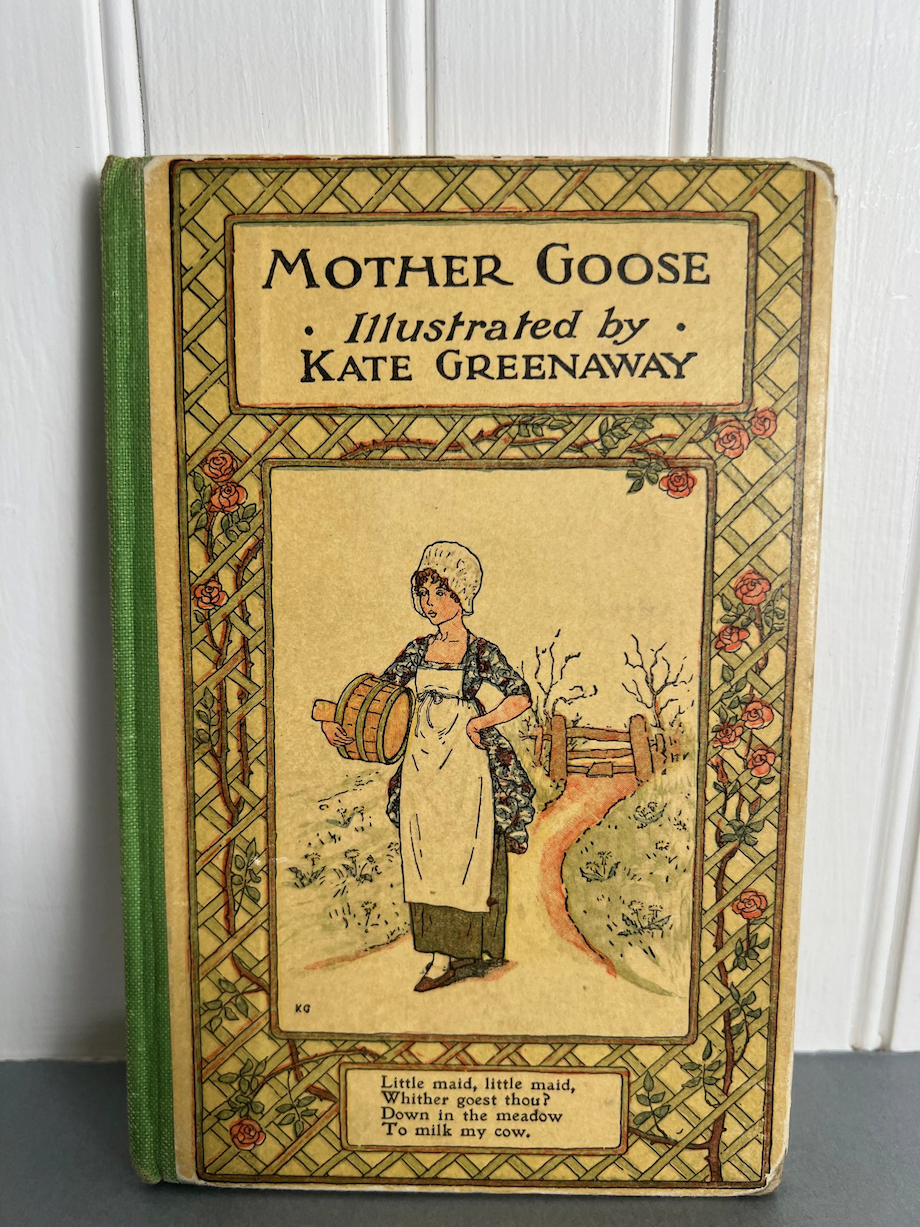 MOTHER GOOSE
• Illustrated by •
KATE GREENAWAY
KG
Little maid, little maid,
Whither goest thou?
Down in the meadow
To milk my cow.